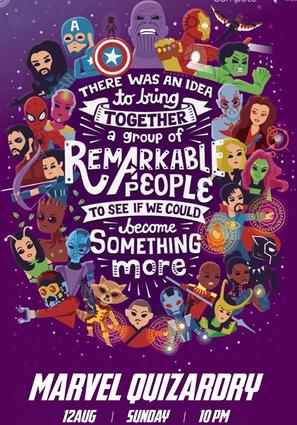 THERE WAS AN IDEA
to bring
TOGETHER
a group of
REMARKABLE
PEOPLE
TO SEE IF WE COULD
become
SOMETHING
more
MARVEL QUIZARDRY
12AUG | SUNDAY | 10 PM